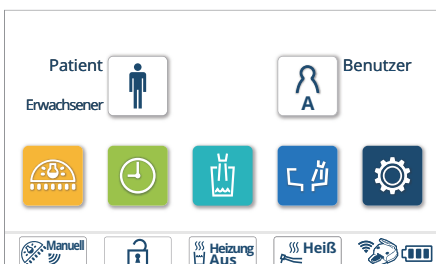 Patient
Benutzer
Erwachsener
A
Manuell
Heizung
Aus
Heiß